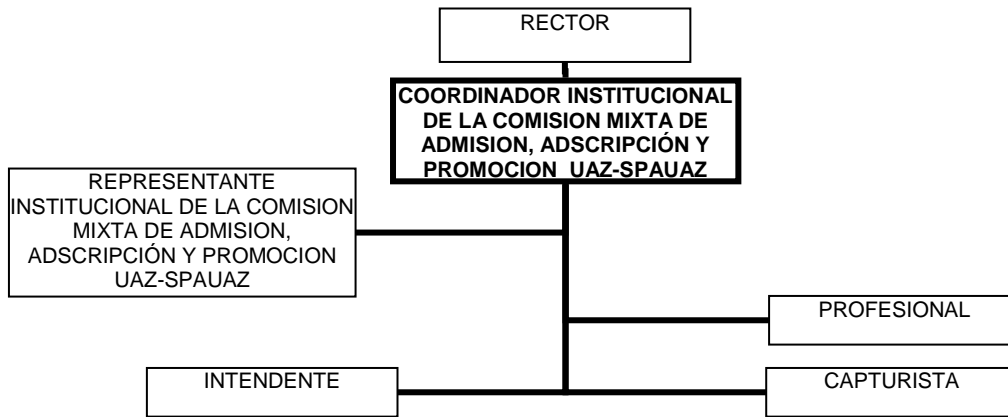 RECTOR
COORDINADOR INSTITUCIONAL
DE LA COMISION MIXTA DE
ADMISION, ADSCRIPCIÓN Y
PROMOCION UAZ-SPAUAZ
REPRESENTANTE
INSTITUCIONAL DE LA COMISION
MIXTA DE ADMISION,
ADSCRIPCIÓN Y PROMOCION
UAZ-SPAUAZ
PROFESIONAL
INTENDENTE
CAPTURISTA